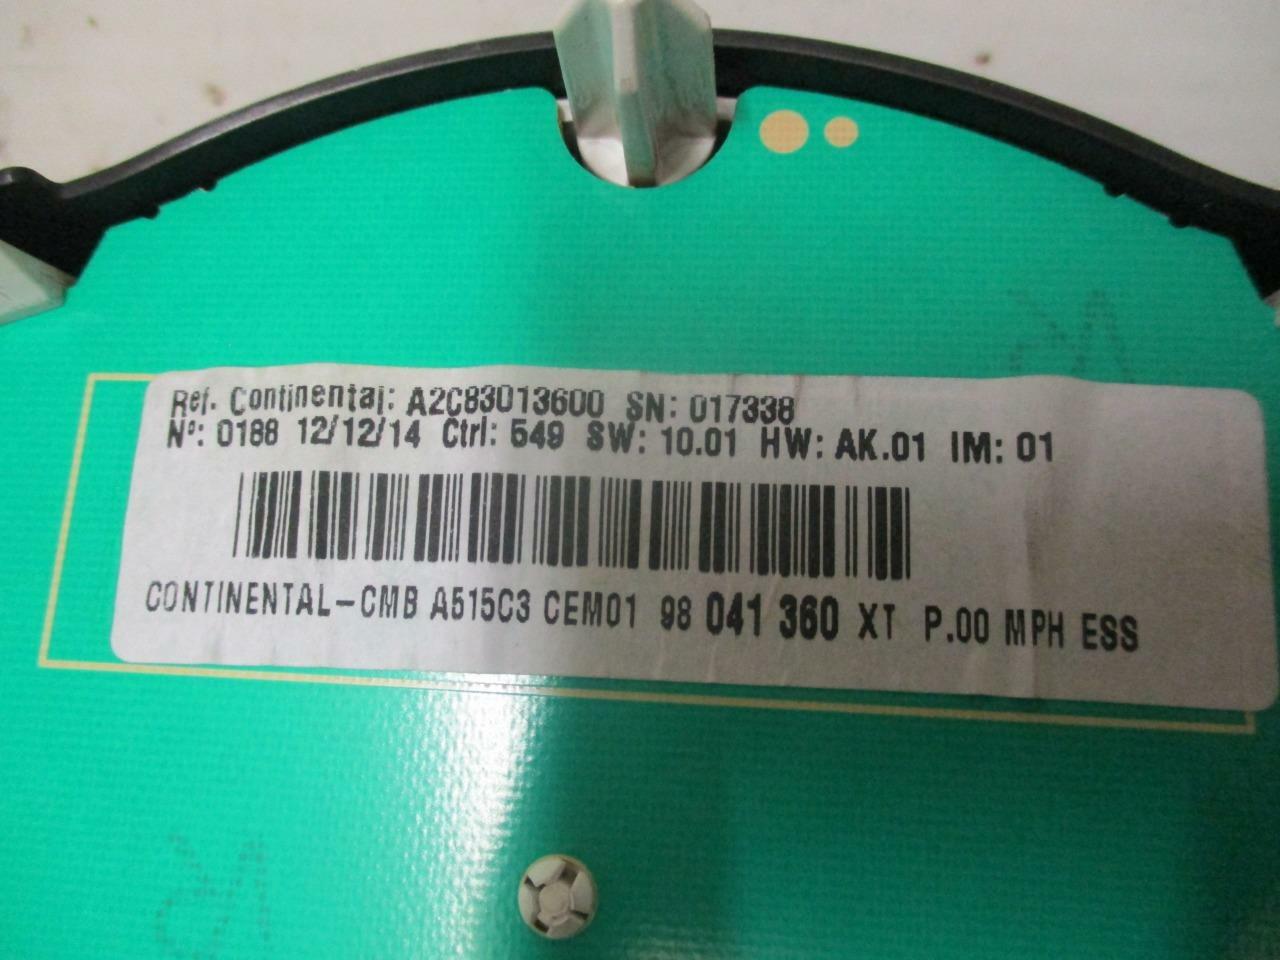 Ref. Continental: A2C83013600 SN: 017338
Nº: 0188 12/12/14 Ctrl: 549 SW: 10.01 HW: AK.01 IM: 01
CONTINENTAL-CMB A515C3 CEM01 98 041 360 XT P.00 MPH ESS